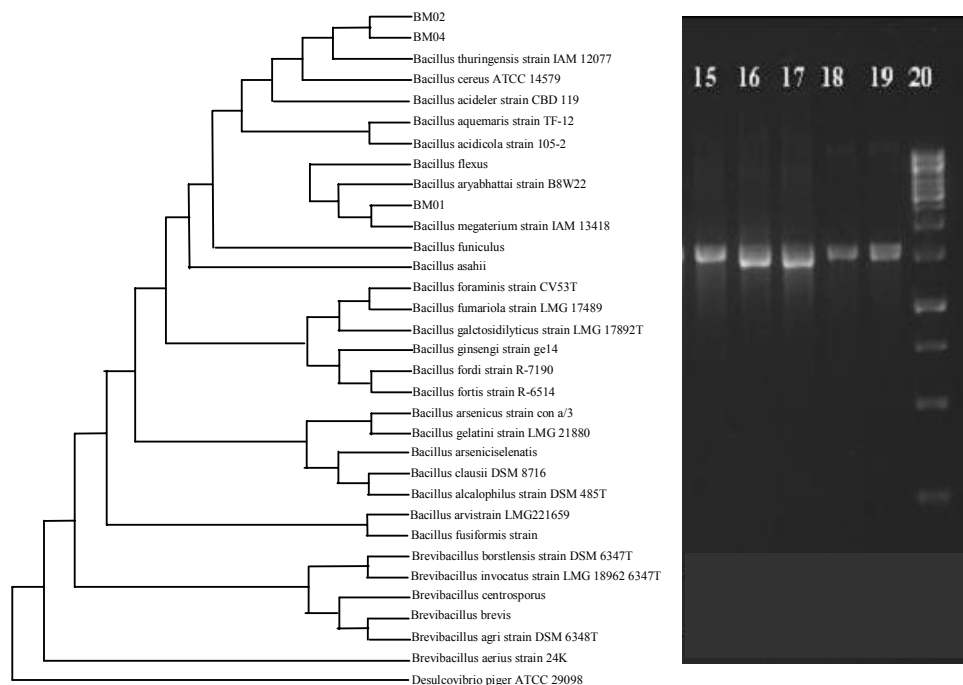 BM02
BM04
Bacillus thuringensis strain IAM 12077
Bacillus cereus ATCC 14579
Bacillus acideler strain CBD 119
Bacillus aquemaris strain TF-12
Bacillus acidicola strain 105-2
Bacillus flexus
Bacillus aryabhattai strain B8W22
BM01
Bacillus megaterium strain IAM 13418
Bacillus funiculus
Bacillus asahii
Bacillus foraminis strain CV53T
Bacillus fumariola strain LMG 17489
Bacillus galctosidilyticus strain LMG 17892T
Bacillus ginsengi strain ge14
Bacillus fordi strain R-7190
Bacillus fortis strain R-6514
Bacillus arsenicus strain con a/3
Bacillus gelatini strain LMG 21880
Bacillus arseniciselenatis
Bacillus clausii DSM 8716
Bacillus alcalophilus strain DSM 485T
Bacillus arvistrain LMG221659
Bacillus fusiformis strain
Brevibacillus borstlensis strain DSM 6347T
Brevibacillus invocatus strain LMG 18962 6347T
Brevibacillus centrosporus
Brevibacillus brevis
Brevibacillus agri strain DSM 6348T
Brevibacillus aerius strain 24K
Desulcovibrio piger ATCC 29098
15 16 17 18 19 20